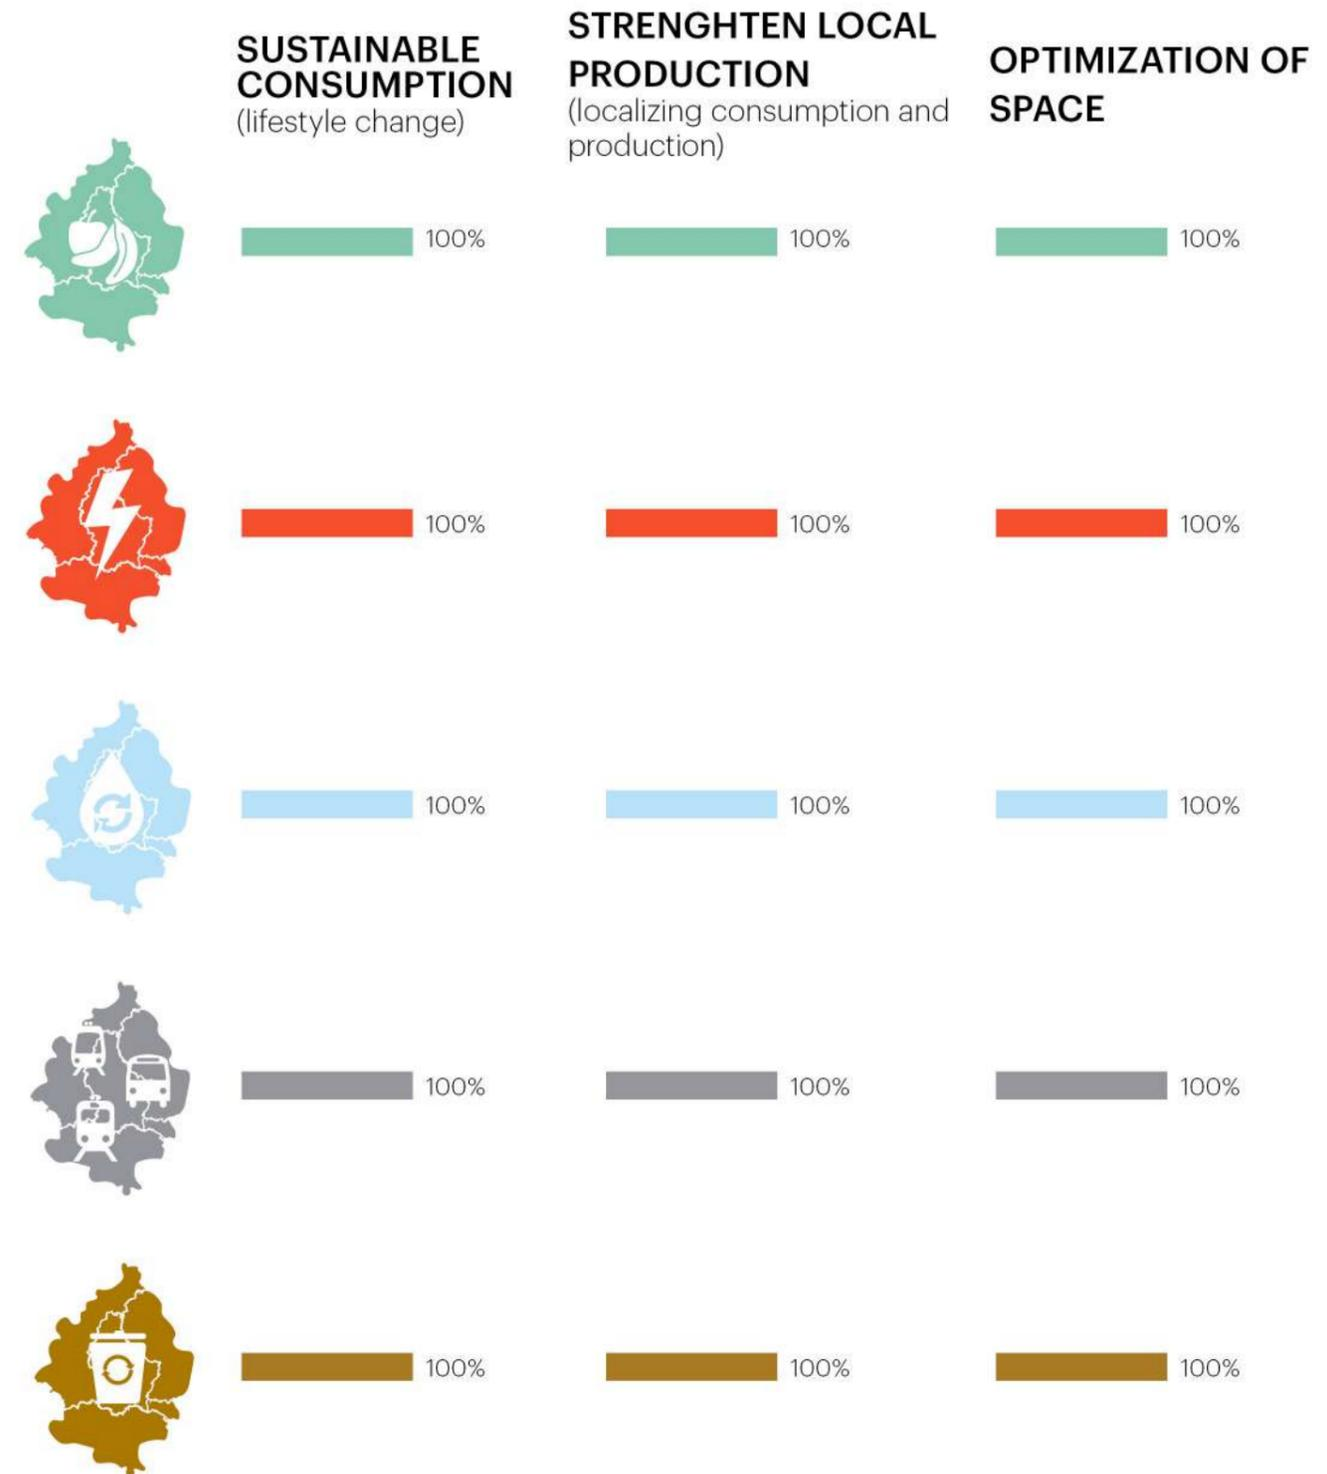 SUSTAINABLE
CONSUMPTION
(lifestyle change)
STRENGHTEN LOCAL
PRODUCTION
(localizing consumption and
production)
OPTIMIZATION OF
SPACE
100% 100% 100%
100% 100% 100%
100% 100% 100%
100% 100% 100%
100% 100% 100%